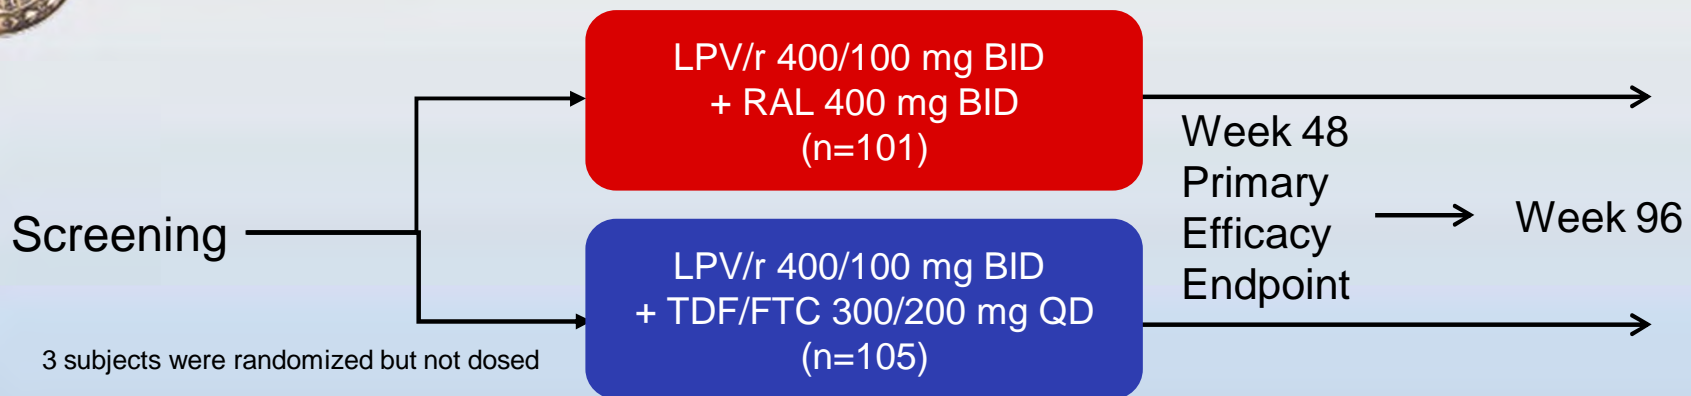 Screening
3 subjects were randomized but not dosed
LPV/r 400/100 mg BID
+ RAL 400 mg BID
(n=101)
LPV/r 400/100 mg BID
+ TDF/FTC 300/200 mg QD
(n=105)
Week 48
Primary
Efficacy
Endpoint
Week 96